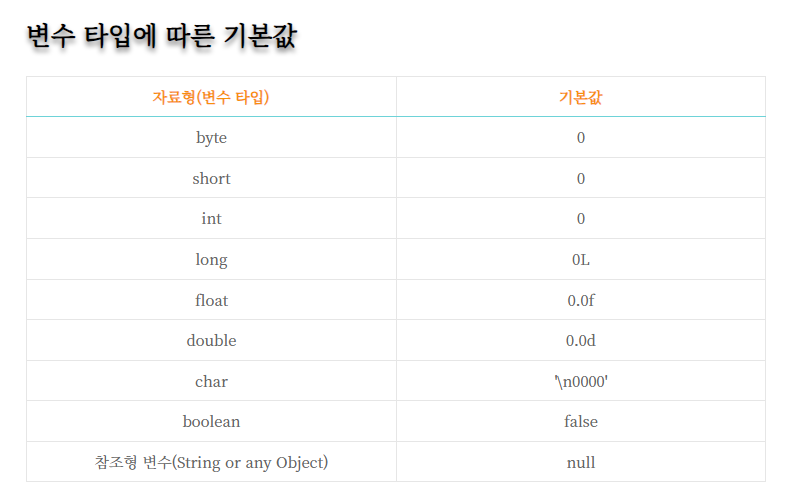 변수 타입에 따른 기본값
자료형(변수 타입) 기본값
byte 0
short 0
int 0
long 0L
float 0.0f
double 0.0d
char '\n0000'
boolean false
참조형 변수(String or any Object) null